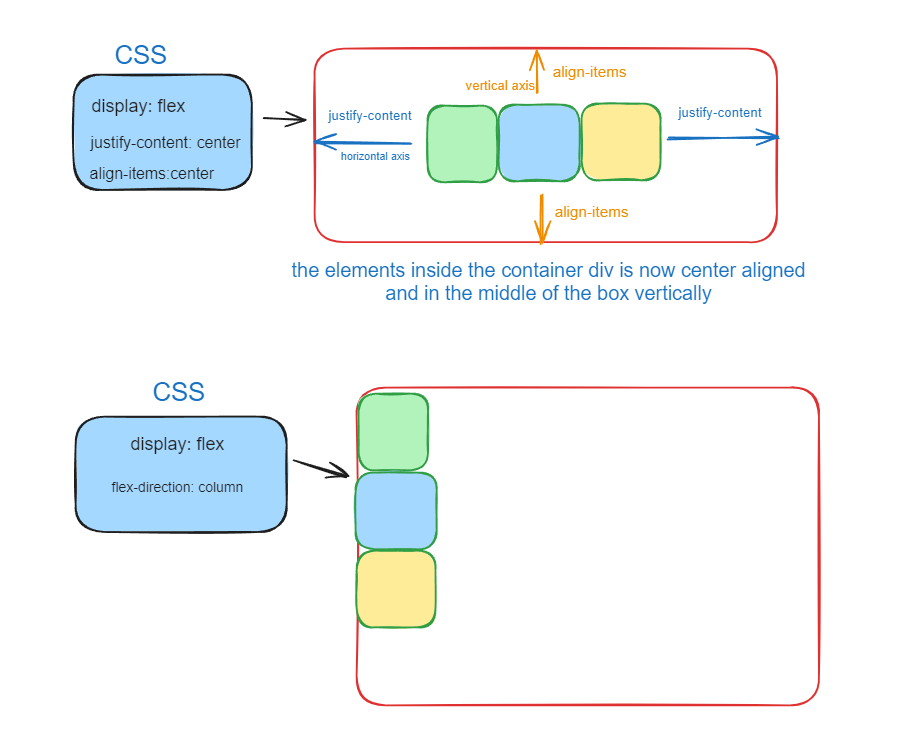 CSS
display: flex
justify-content: center
align-items:center
align-items
vertical axis
justify-content
horizontal axis
justify-content
align-items
the elements inside the container div is now center aligned
and in the middle of the box vertically
CSS
display: flex
flex-direction: column